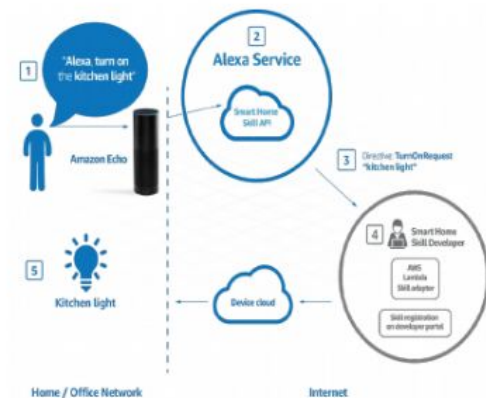 1
"Alexa, turn on
the kitchen light"
Amazon Echo
2
Alexa Service
Smart Home
Skill API
3
Directive: TurnOnRequest
"kitchen light"
4
Smart Home
Skill Developer
AWS
Lambda
Skill adapter
Skill registration
on developer portal
Device cloud
5
Kitchen light
Home / Office Network
Internet